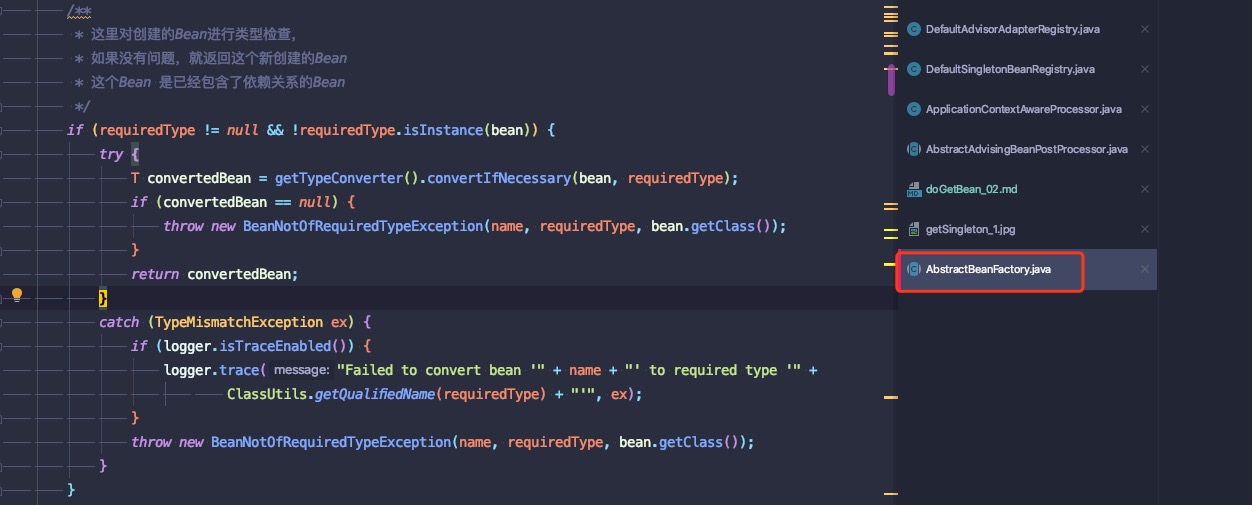 /**
 * 这里对创建的Bean进行类型检查，
 * 如果没有问题，就返回这个新创建的Bean
 * 这个Bean 是已经包含了依赖关系的Bean
 */
if (requiredType != null && !requiredType.isInstance(bean)) {
try {
T convertedBean = getTypeConverter().convertIfNecessary(bean, requiredType);
if (convertedBean == null) {
throw new BeanNotOfRequiredTypeException(name, requiredType, bean.getClass());
}
return convertedBean;
}
catch (TypeMismatchException ex) {
if (logger.isTraceEnabled()) {
logger.trace( message: "Failed to convert bean '" + name + "' to required type '" +
ClassUtils.getQualifiedName(requiredType) + "'", ex);
}
throw new BeanNotOfRequiredTypeException(name, requiredType, bean.getClass());
}
}
DefaultAdvisorAdapterRegistry.java
DefaultSingletonBeanRegistry.java
ApplicationContextAwareProcessor.java
AbstractAdvisingBeanPostProcessor.java
doGetBean_02.md
getSingleton_1.jpg
AbstractBeanFactory.java